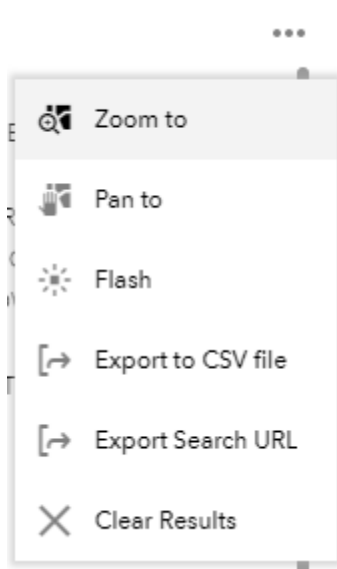 Zoom to
Pan to
Flash
Export to CSV file
Export Search URL
Clear Results